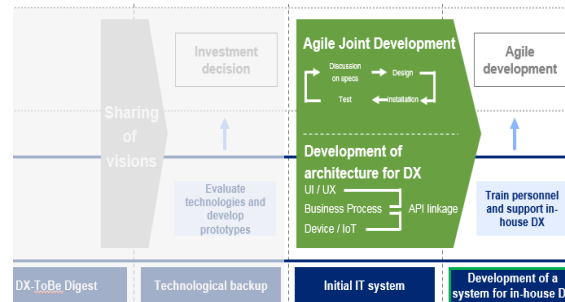 Investment
decision
Sharing
of
visions
Evaluate
technologies and
develop
prototypes
Agile Joint Development
Discussion
on specs
Design
Test
Installation
Development of
architecture for DX
UI / UX
Business Process
API linkage
Device / IoT
Agile
development
Train personnel
and support in-
house DX
DX-ToBe Digest
Technological backup
Initial IT system
Development of a
system for in-house D